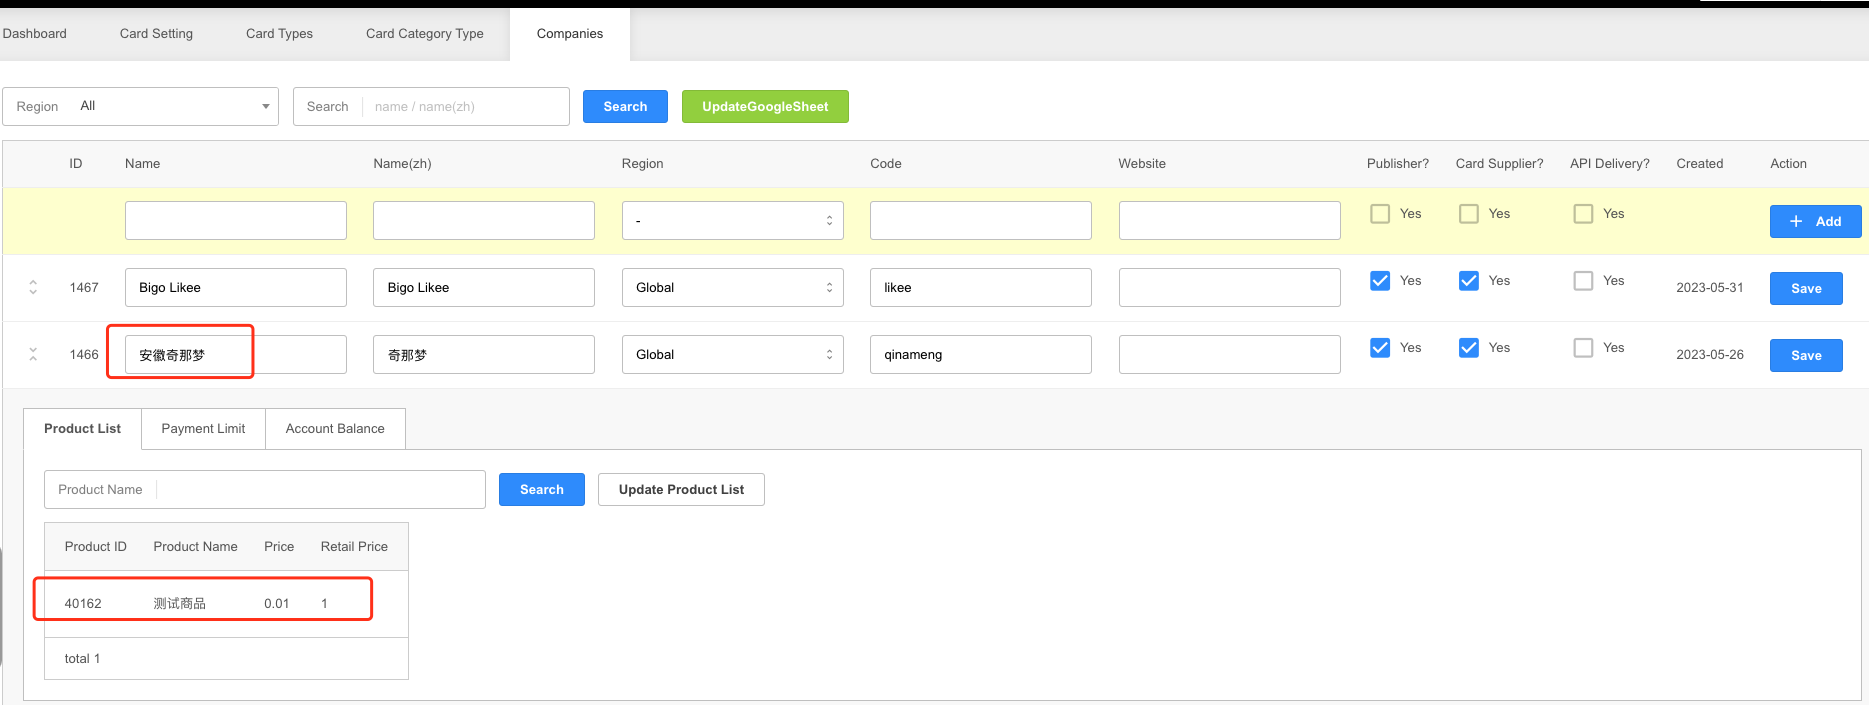 Dashboard Card Setting Card Types Card Category Type Companies
Region All Search name / name(zh) Search UpdateGoogleSheet
ID Name Name(zh) Region Code Website Publisher? Card Supplier? API Delivery? Created Action
- Yes Yes Yes + Add
1467 Bigo Likee Bigo Likee Global likee Yes Yes Yes 2023-05-31 Save
1466 安徽奇那梦 奇那梦 Global qinameng Yes Yes Yes 2023-05-26 Save
Product List Payment Limit Account Balance
Product Name Search Update Product List
Product ID Product Name Price Retail Price
40162 测试商品 0.01 1
total 1